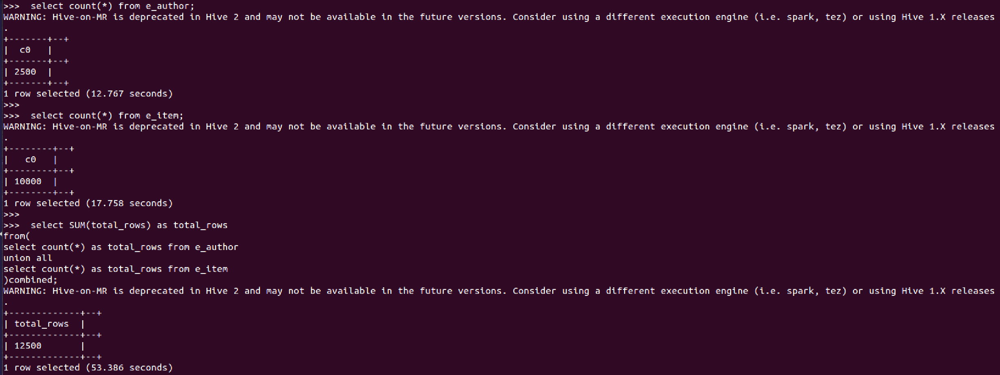 >>>  select count(*) from e_author;
WARNING: Hive-on-MR is deprecated in Hive 2 and may not be available in the future versions. Consider using a different execution engine (i.e. spark, tez) or using Hive 1.X releases
.
+-------+--+
|  c0   |
+-------+--+
| 2500  |
+-------+--+
1 row selected (12.767 seconds)
>>>
>>>  select count(*) from e_item;
WARNING: Hive-on-MR is deprecated in Hive 2 and may not be available in the future versions. Consider using a different execution engine (i.e. spark, tez) or using Hive 1.X releases
.
+--------+--+
|   c0   |
+--------+--+
| 10000  |
+--------+--+
1 row selected (17.758 seconds)
>>>
>>>  select SUM(total_rows) as total_rows
from(
select count(*) as total_rows from e_author
union all
select count(*) as total_rows from e_item
)combined;
WARNING: Hive-on-MR is deprecated in Hive 2 and may not be available in the future versions. Consider using a different execution engine (i.e. spark, tez) or using Hive 1.X releases
.
+-------------+--+
| total_rows  |
+-------------+--+
| 12500       |
+-------------+--+
1 row selected (53.386 seconds)